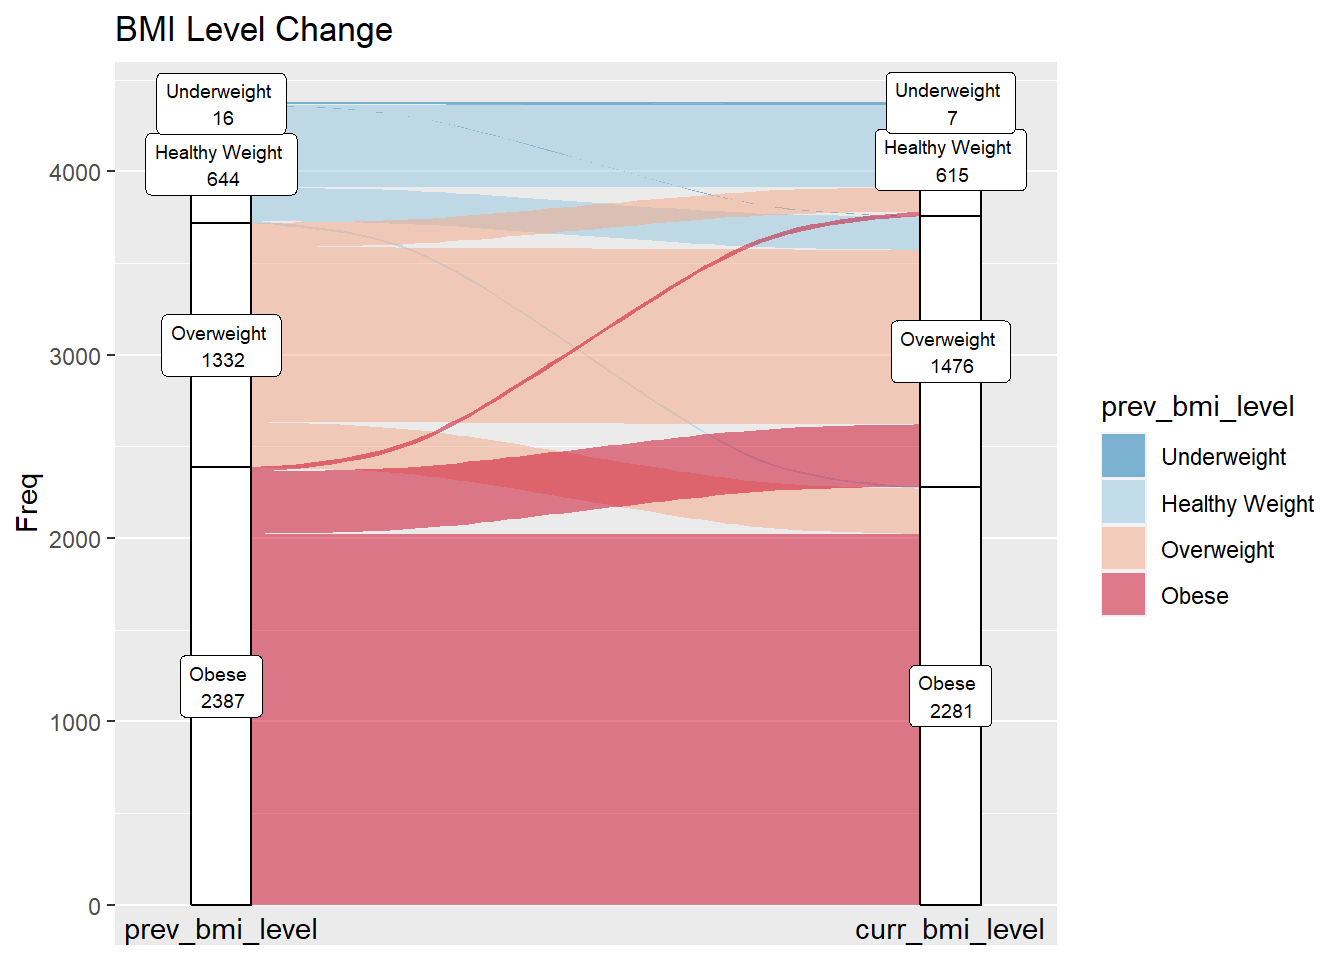 BMI Level Change
Freq
4000
3000
2000
1000
0
Underweight
16
Healthy Weight
644
Overweight
1332
Obese
2387
Underweight
7
Healthy Weight
615
Overweight
1476
Obese
2281
prev_bmi_level
curr_bmi_level
prev_bmi_level
Underweight
Healthy Weight
Overweight
Obese